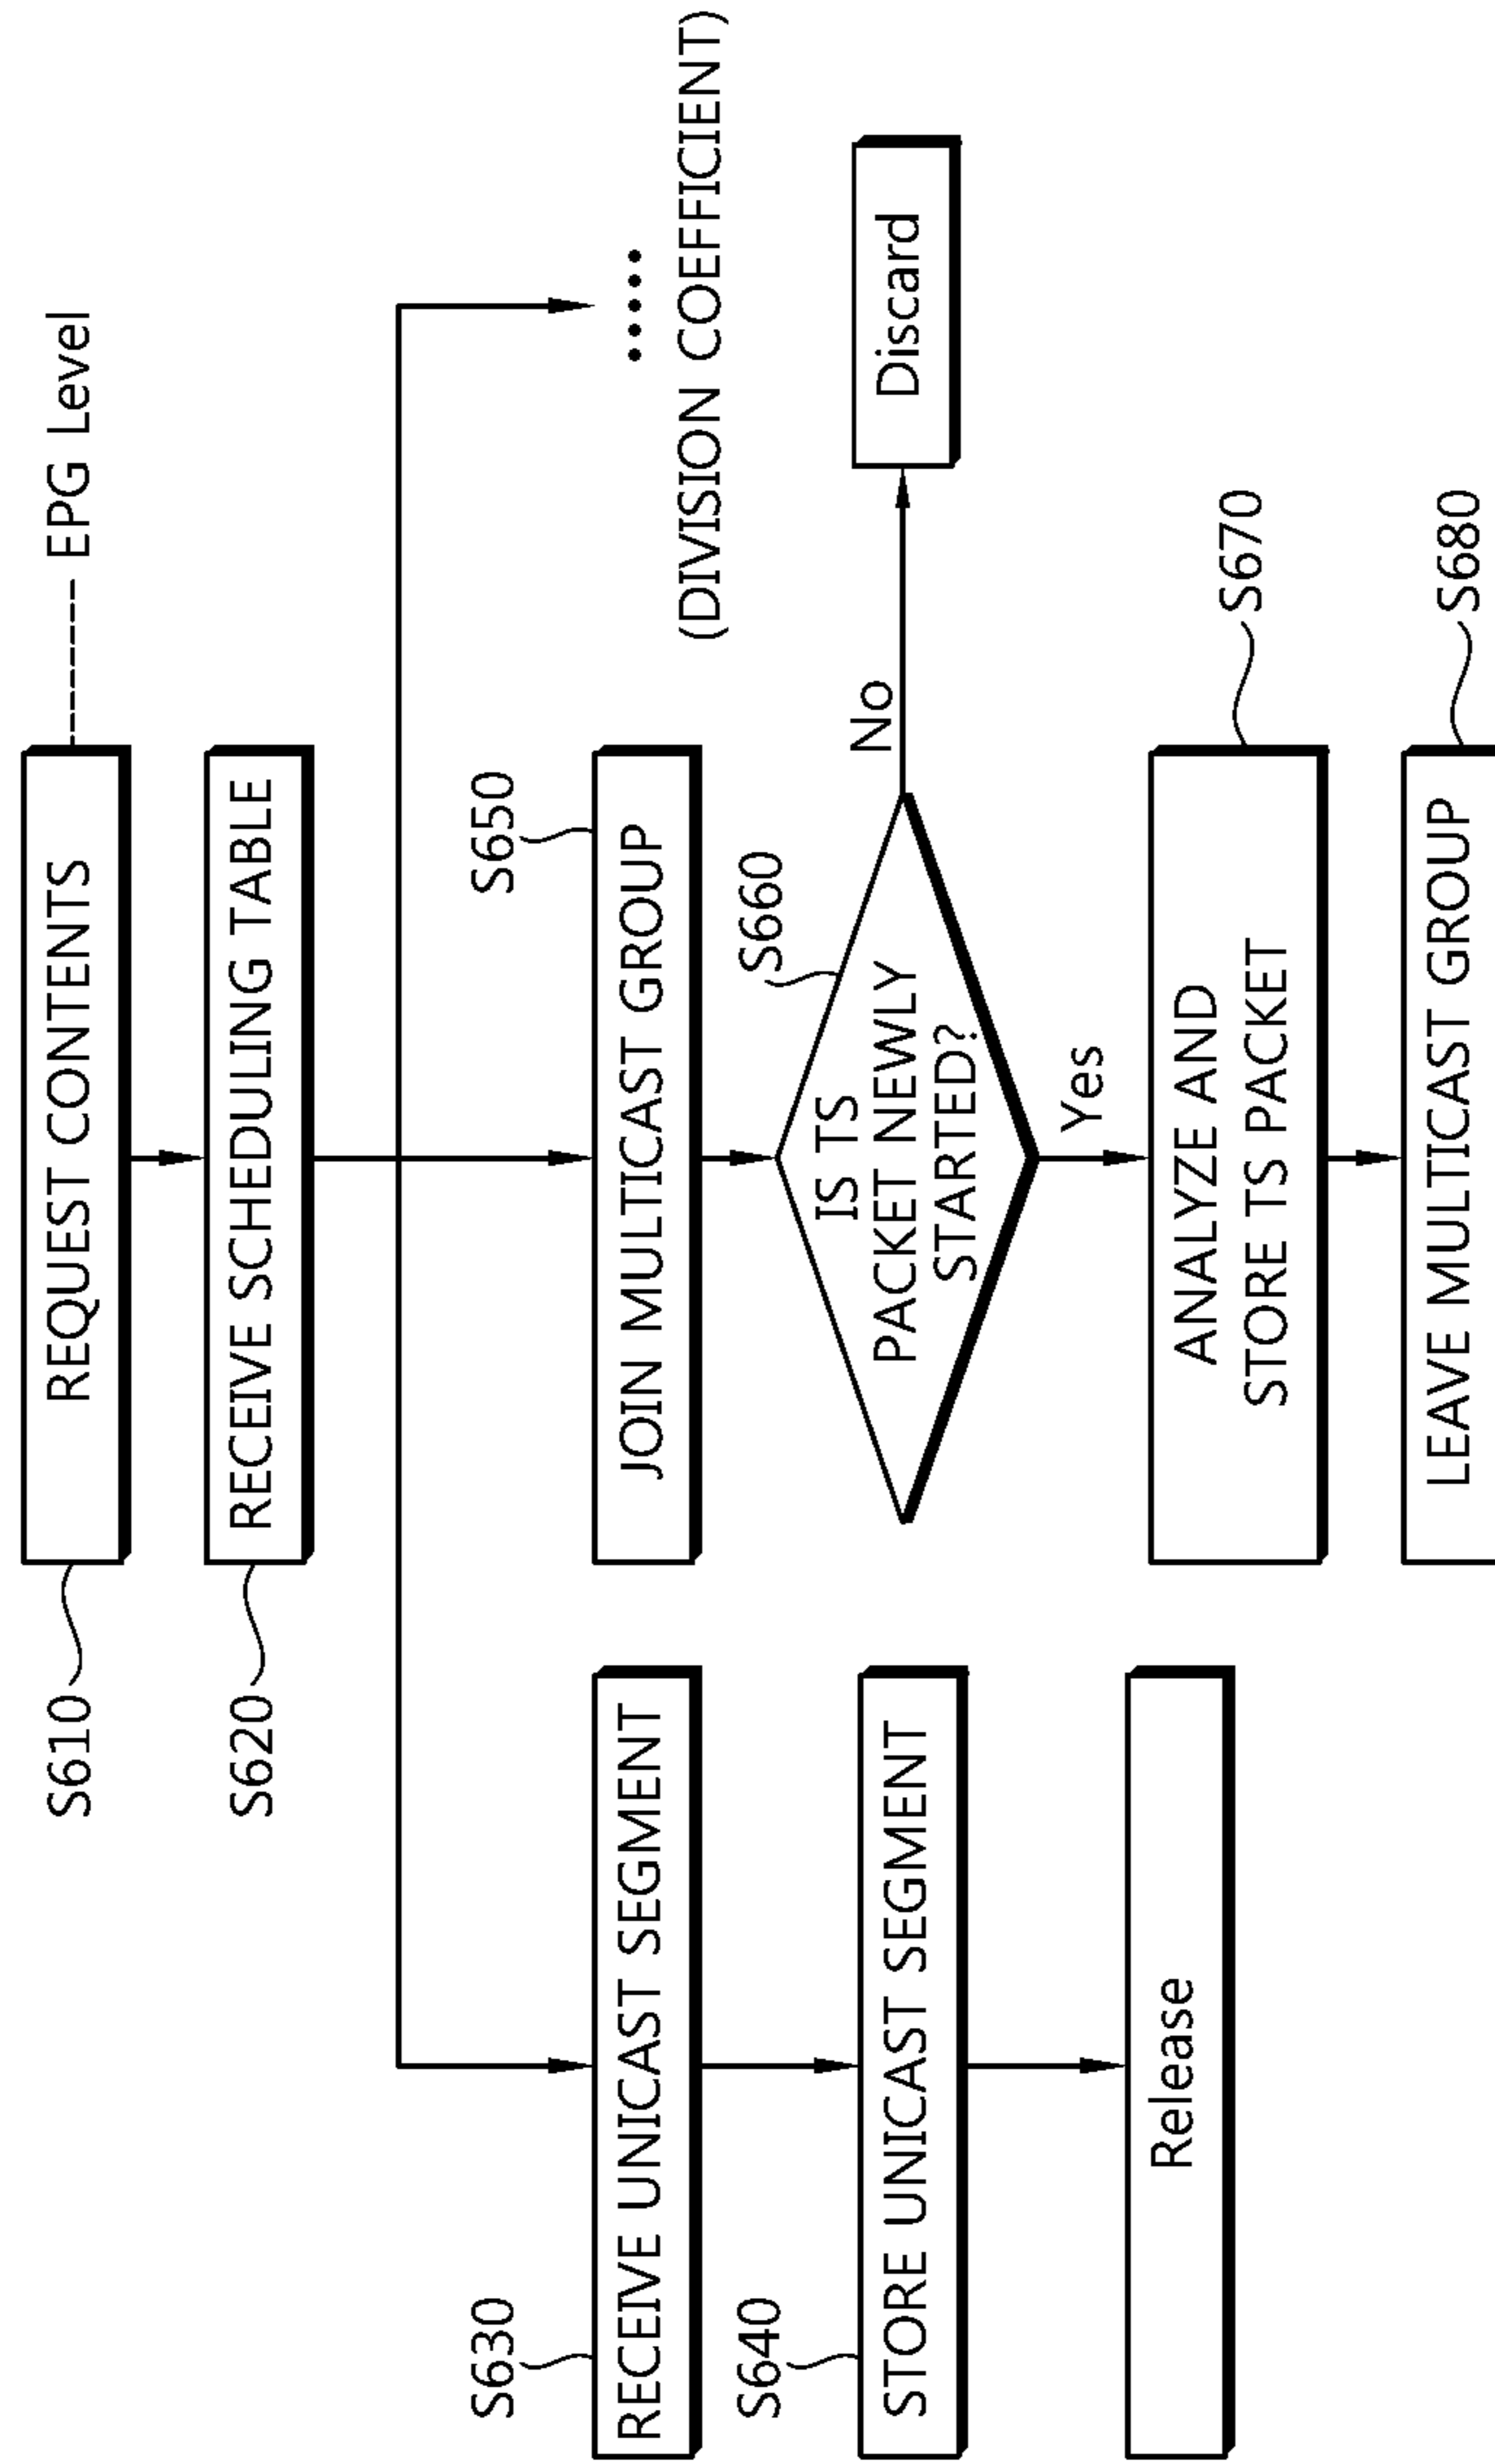 S610
REQUEST CONTENTS
EPG Level
S620
RECEIVE SCHEDULING TABLE
S630
RECEIVE UNICAST SEGMENT
S640
STORE UNICAST SEGMENT
Release
S650
JOIN MULTICAST GROUP
S660
IS TS
PACKET NEWLY
STARTED?
No
Discard
Yes
ANALYZE AND
STORE TS PACKET
S670
LEAVE MULTICAST GROUP
S680
.....
(DIVISION COEFFICIENT)